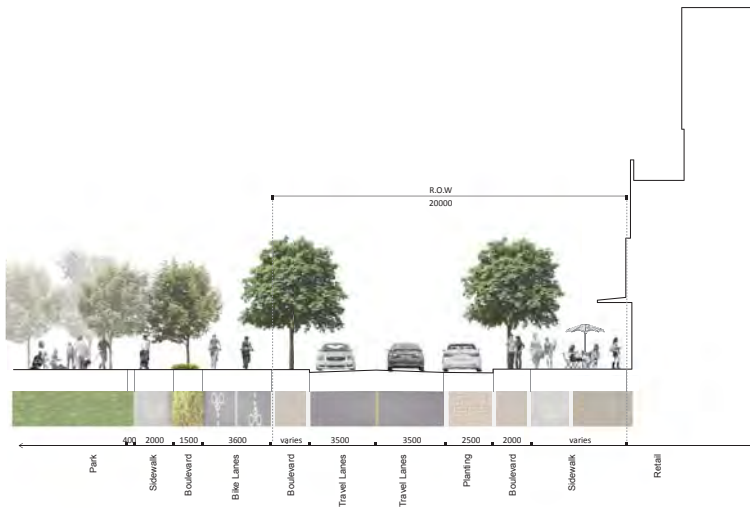 R.O.W
20000
400 2000 1500 3600 varies 3500 3500 2500 2000 varies
Park
Sidewalk
Boulevard
Bike Lanes
Boulevard
Travel Lanes
Travel Lanes
Planting
Boulevard
Sidewalk
Retail